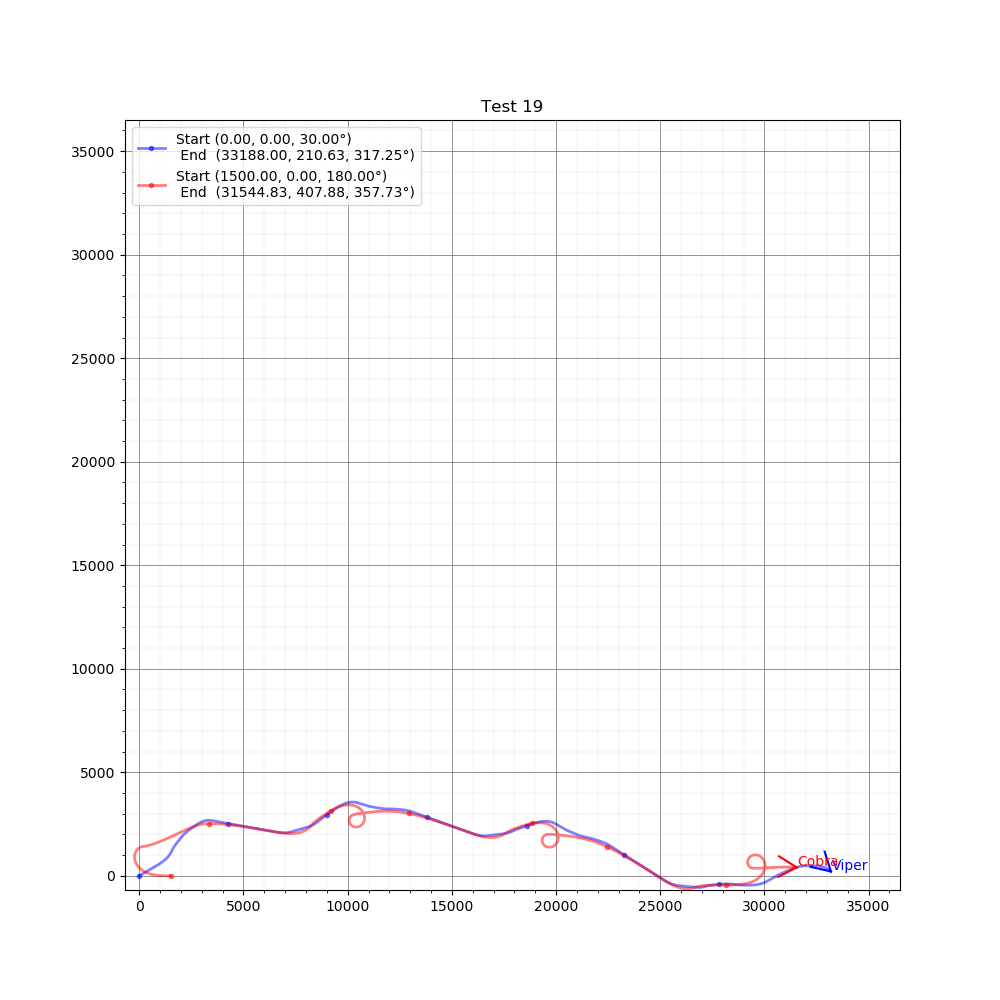 Test 19
Start (0.00, 0.00, 30.00°)
End (33188.00, 210.63, 317.25°)
Start (1500.00, 0.00, 180.00°)
End (31544.83, 407.88, 357.73°)
35000
30000
25000
20000
15000
10000
5000
0
Cobra
Viper
0 5000 10000 15000 20000 25000 30000 35000